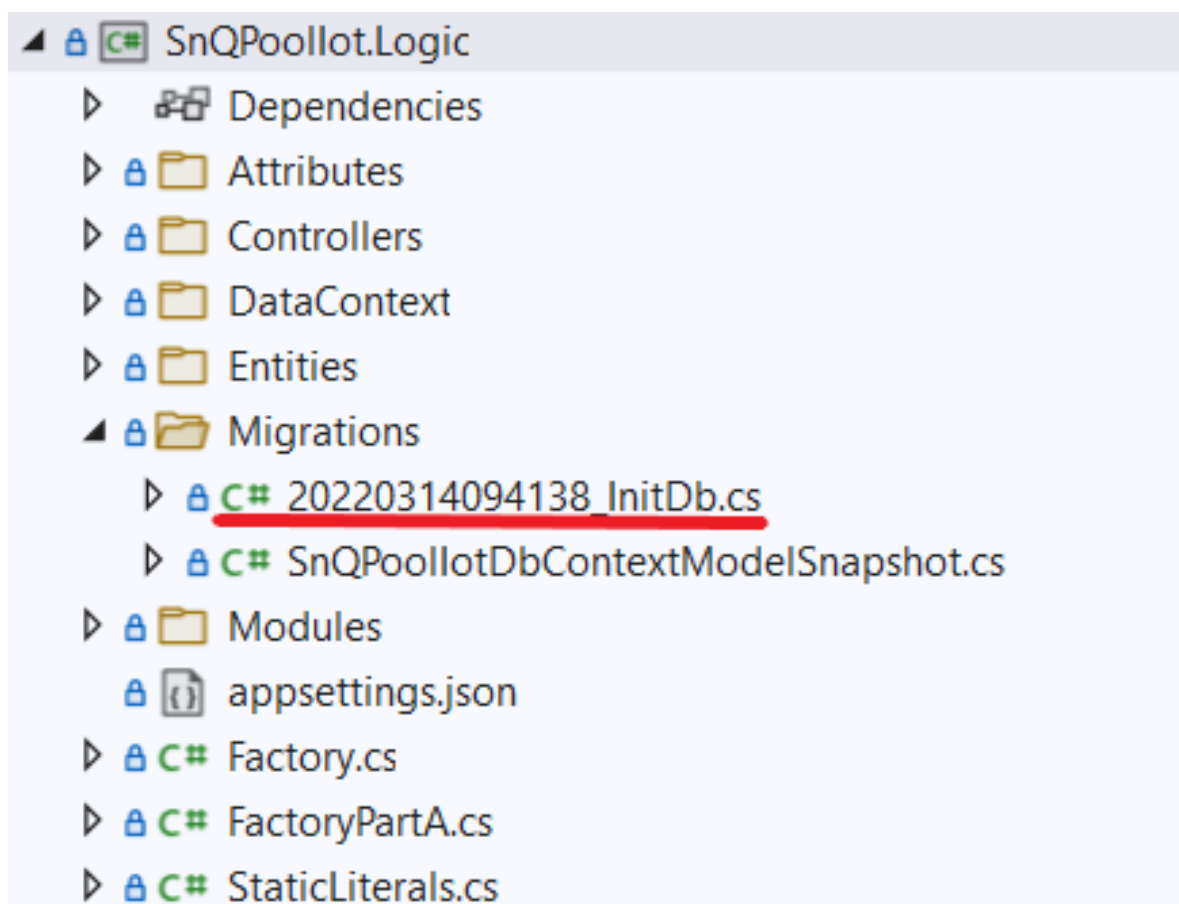 C# SnQPoolIot.Logic
Dependencies
Attributes
Controllers
DataContext
Entities
Migrations
C# 20220314094138_InitDb.cs
C# SnQPoolIotDbContextModelSnapshot.cs
Modules
{} appsettings.json
C# Factory.cs
C# FactoryPartA.cs
C# StaticLiterals.cs